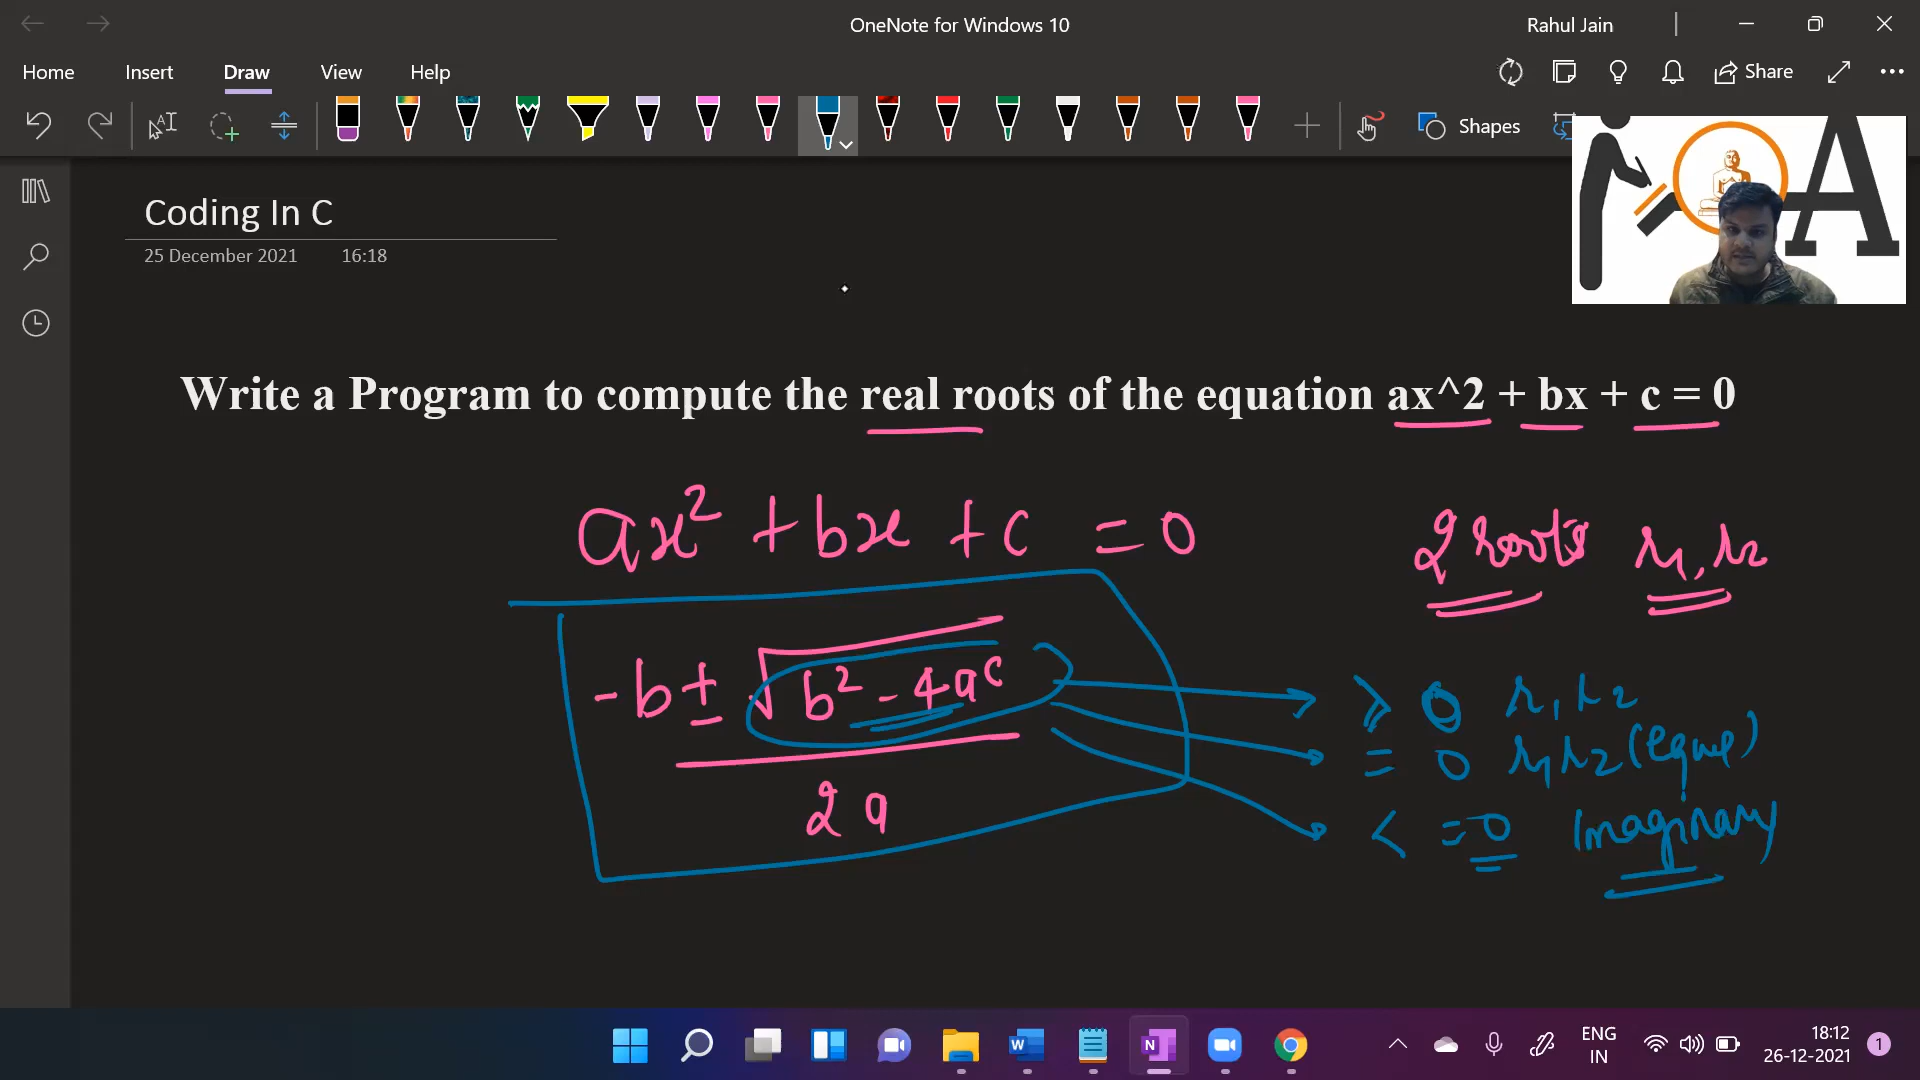 OneNote for Windows 10
Rahul Jain
Home Insert Draw View Help
Share
Shapes
A
Coding In C
25 December 2021 16:18
Write a Program to compute the real roots of the equation ax^2 + bx + c = 0
ax² + bx + c = 0
2 roots r1, r2
-b ± √b² - 4ac
2a
> 0 r1, r2
= 0 r1 r2 (equal)
< = 0 Imaginary
ENG
IN
18:12
26-12-2021
1